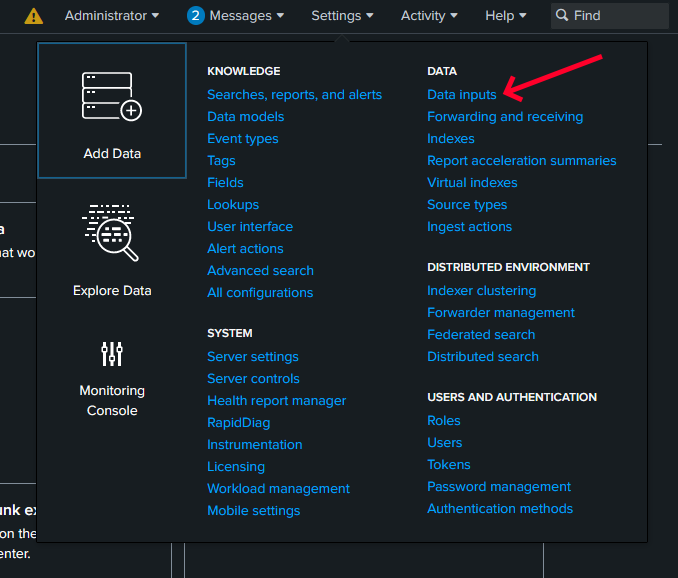 Administrator
2 Messages
Settings
Activity
Help
Find
Add Data
Explore Data
Monitoring
Console
KNOWLEDGE
Searches, reports, and alerts
Data models
Event types
Tags
Fields
Lookups
User interface
Alert actions
Advanced search
All configurations
SYSTEM
Server settings
Server controls
Health report manager
RapidDiag
Instrumentation
Licensing
Workload management
Mobile settings
DATA
Data inputs
Forwarding and receiving
Indexes
Report acceleration summaries
Virtual indexes
Source types
Ingest actions
DISTRIBUTED ENVIRONMENT
Indexer clustering
Forwarder management
Federated search
Distributed search
USERS AND AUTHENTICATION
Roles
Users
Tokens
Password management
Authentication methods
a
hat wo
unk ex
on the
enter.